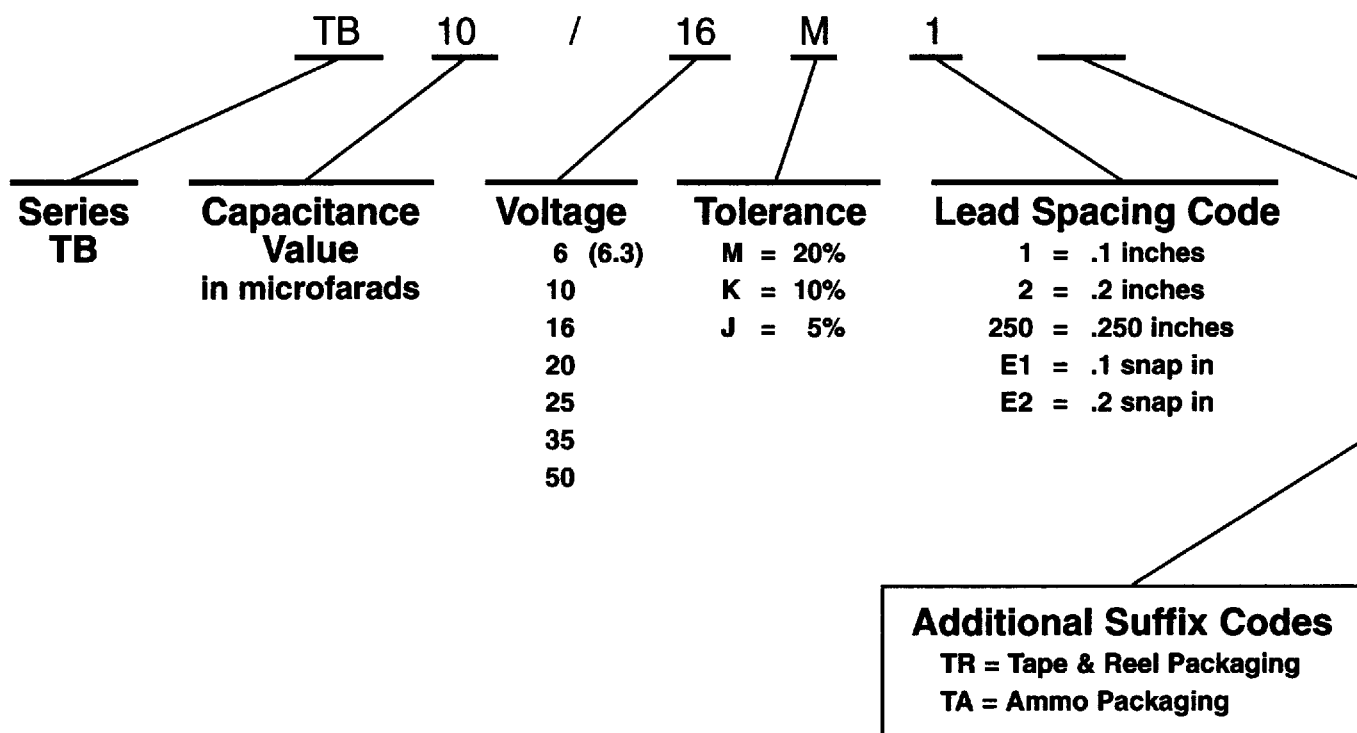 TB 10 / 16 M 1
Series
TB
Capacitance
Value
in microfarads
Voltage
6 (6.3)
10
16
20
25
35
50
Tolerance
M = 20%
K = 10%
J = 5%
Lead Spacing Code
1 = .1 inches
2 = .2 inches
250 = .250 inches
E1 = .1 snap in
E2 = .2 snap in
Additional Suffix Codes
TR = Tape & Reel Packaging
TA = Ammo Packaging